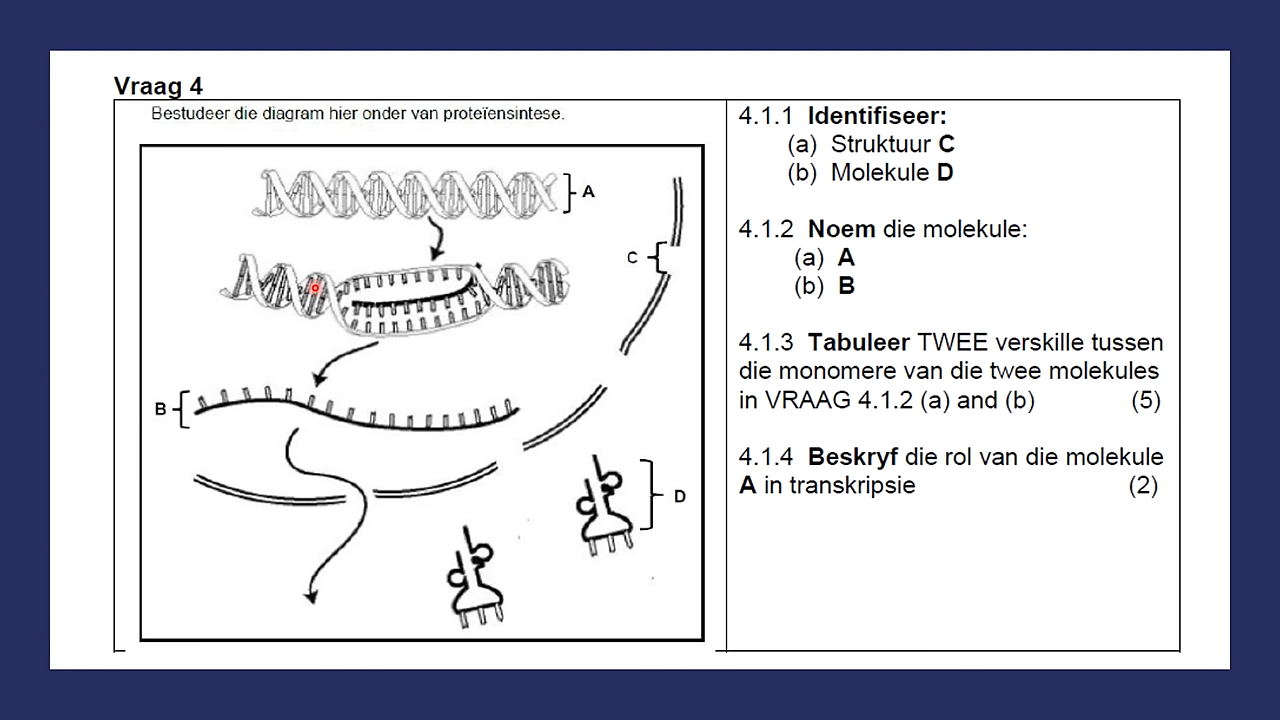 Vraag 4
Bestudeer die diagram hier onder van proteïensintese.
A
C
B
D
4.1.1 Identifiseer:
(a) Struktuur C
(b) Molekule D
4.1.2 Noem die molekule:
(a) A
(b) B
4.1.3 Tabuleer TWEE verskille tussen
die monomere van die twee molekules
in VRAAG 4.1.2 (a) and (b) (5)
4.1.4 Beskryf die rol van die molekule
A in transkripsie (2)